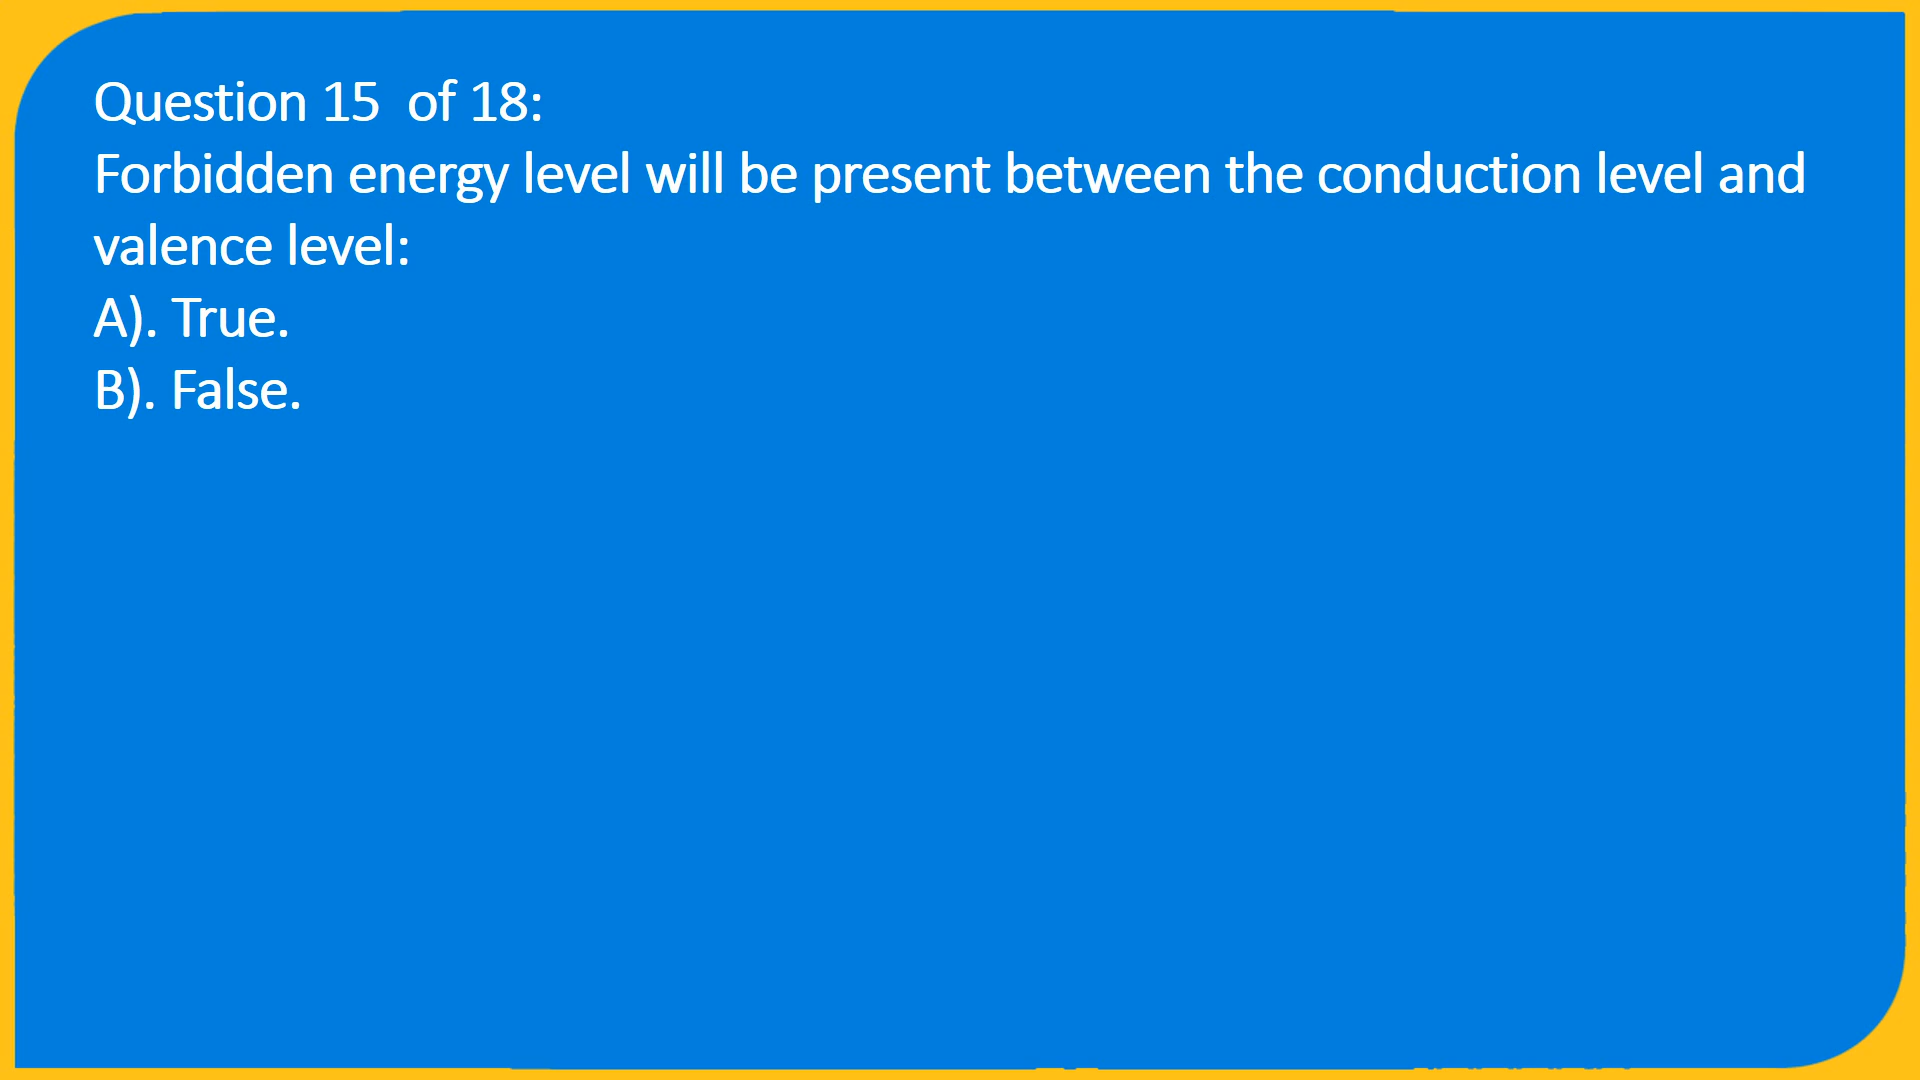 Question 15  of 18:
Forbidden energy level will be present between the conduction level and
valence level:
A). True.
B). False.